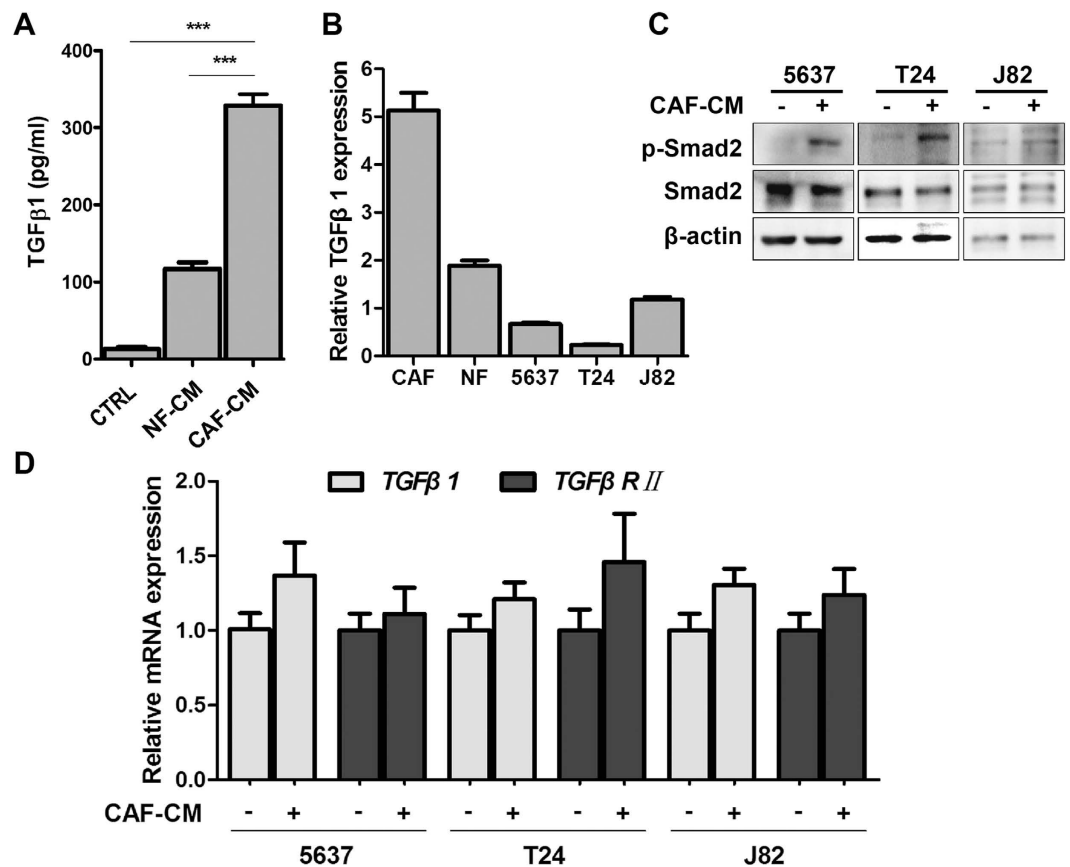 A
***
***
TGFβ1 (pg/ml)
400
300
200
100
0
CTRL
NF-CM
CAF-CM
B
Relative TGFβ 1 expression
6
5
4
3
2
1
0
CAF NF 5637 T24 J82
C
5637 T24 J82
CAF-CM - + - + - +
p-Smad2
Smad2
β-actin
D
TGFβ 1 TGFβ R II
Relative mRNA expression
2.0
1.5
1.0
0.5
0.0
CAF-CM - + - + - + - + - + - +
5637 T24 J82